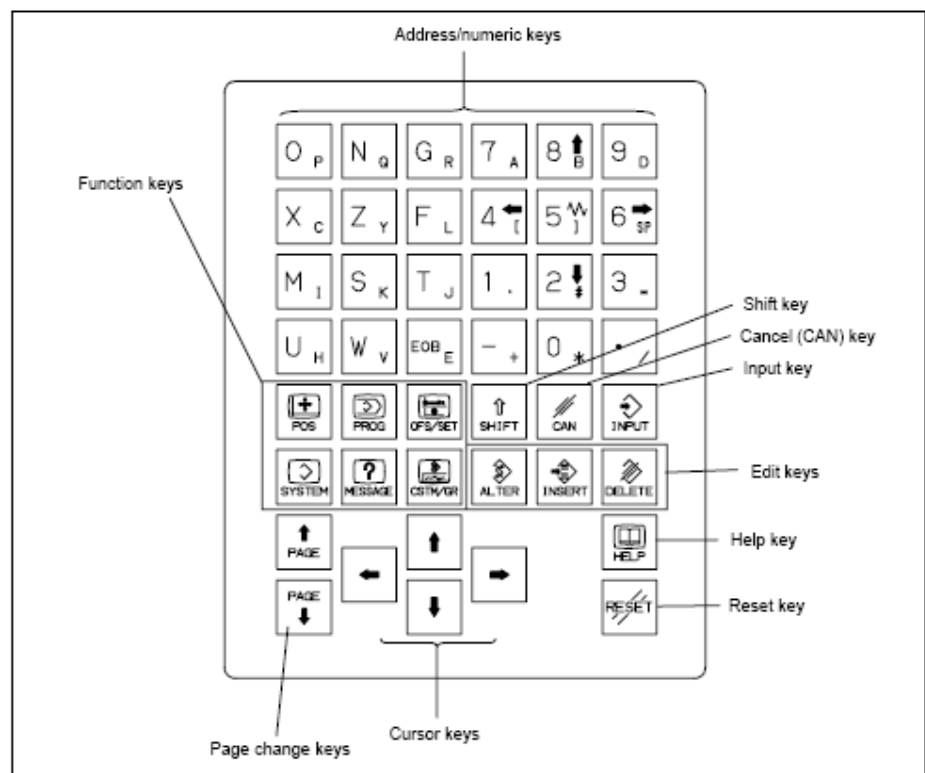 Address/numeric keys
O P N Q G R 7 A 8 B 9 D
Function keys
X C Z Y F L 4 [ 5 ] 6 SP
M I S K T J 1 , 2 # 3 =
Shift key
Cancel (CAN) key
U H W V EOB E - + 0 * . /
Input key
POS PROG OFS/SET SHIFT CAN INPUT
Edit keys
SYSTEM MESSAGE CSTM/GR ALTER INSERT DELETE
PAGE HELP
Help key
PAGE RESET
Reset key
Cursor keys
Page change keys